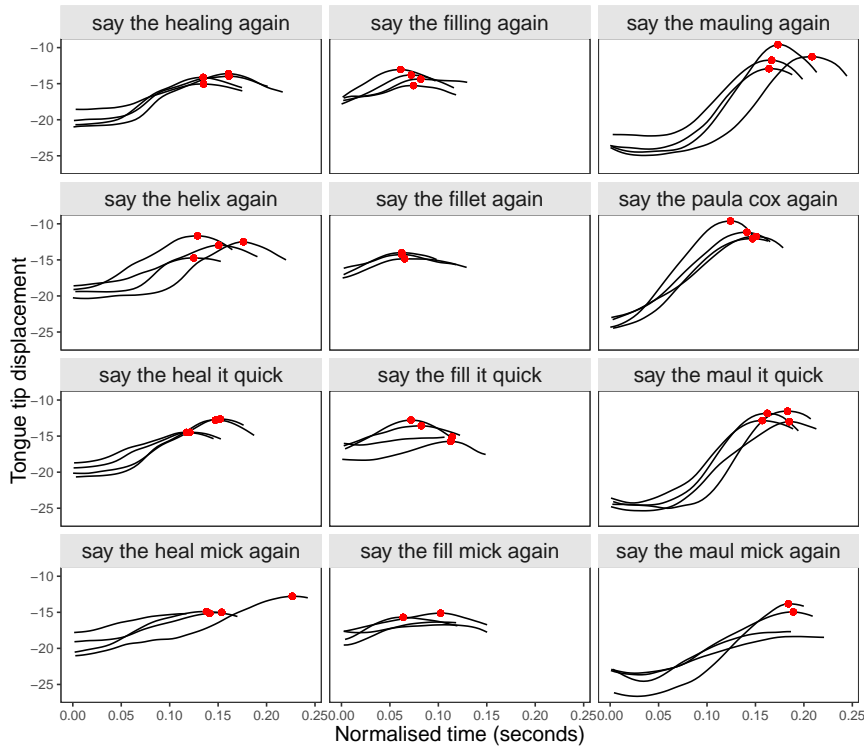 say the healing again say the filling again say the mauling again
−10
−15
−20
−25
say the helix again say the fillet again say the paula cox again
−10
−15
−20
−25
say the heal it quick say the fill it quick say the maul it quick
−10
−15
−20
−25
say the heal mick again say the fill mick again say the maul mick again
−10
−15
−20
−25
Tongue tip displacement
0.00 0.05 0.10 0.15 0.20 0.25 0.00 0.05 0.10 0.15 0.20 0.25 0.00 0.05 0.10 0.15 0.20 0.25
Normalised time (seconds)